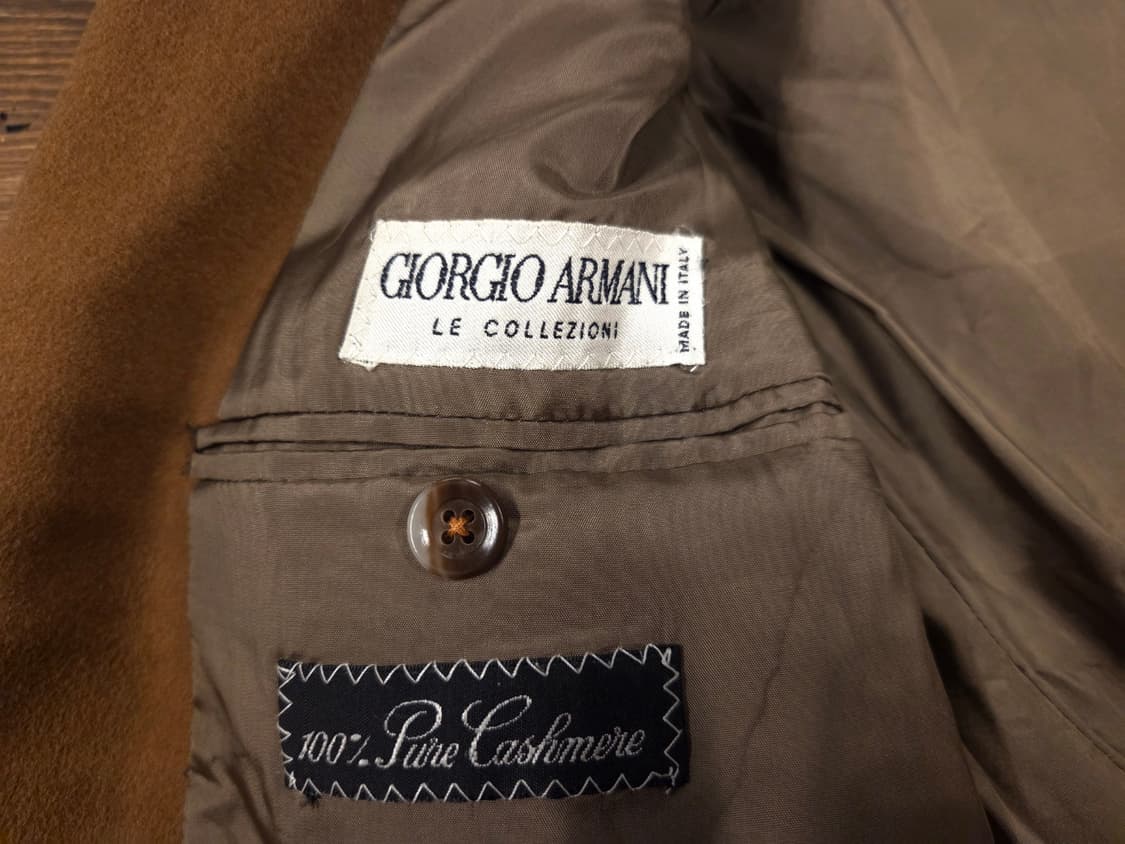 GIORGIO ARMANI
LE COLLEZIONI
MADE IN ITALY
100% Pure Cashmere